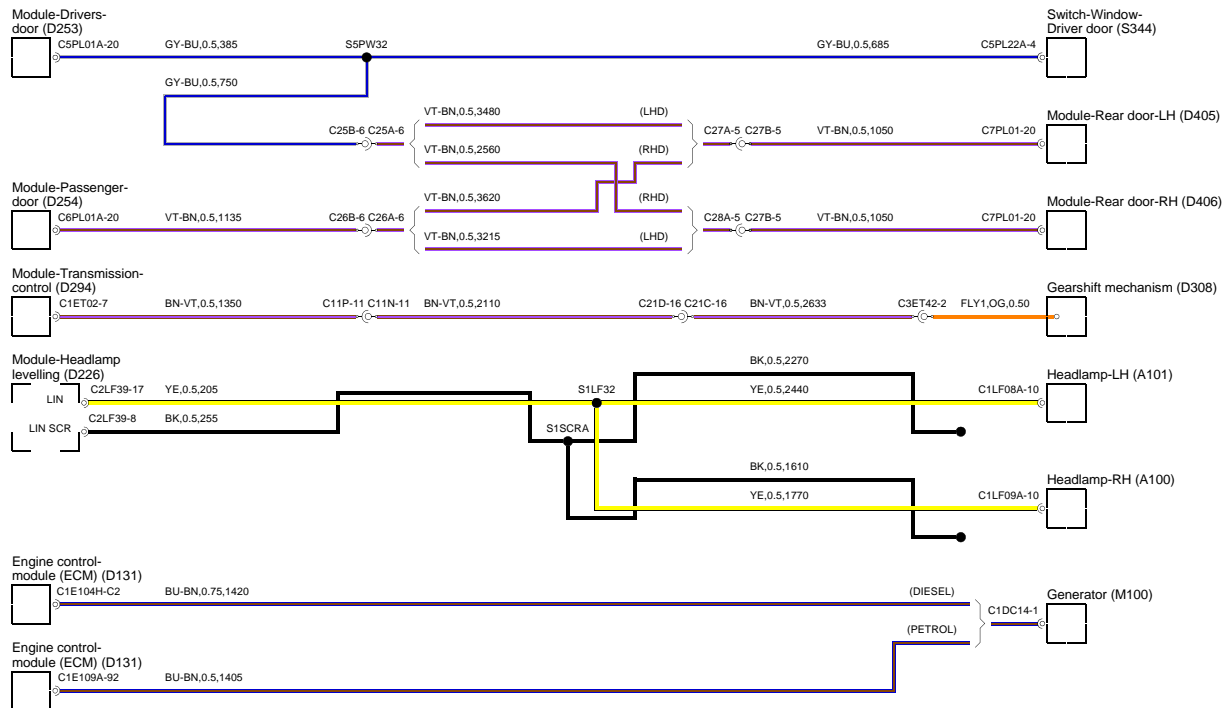 Module-Drivers-
door (D253)
Switch-Window-
Driver door (S344)
C5PL01A-20 GY-BU,0.5,385 S5PW32 GY-BU,0.5,685 C5PL22A-4
GY-BU,0.5,750
VT-BN,0.5,3480 (LHD)
Module-Rear door-LH (D405)
C25B-6 C25A-6 C27A-5 C27B-5 VT-BN,0.5,1050 C7PL01-20
VT-BN,0.5,2560 (RHD)
Module-Passenger-
door (D254)
VT-BN,0.5,3620 (RHD)
Module-Rear door-RH (D406)
C6PL01A-20 VT-BN,0.5,1135 C26B-6 C26A-6 C28A-5 C27B-5 VT-BN,0.5,1050 C7PL01-20
VT-BN,0.5,3215 (LHD)
Module-Transmission-
control (D294)
Gearshift mechanism (D308)
C1ET02-7 BN-VT,0.5,1350 C11P-11 C11N-11 BN-VT,0.5,2110 C21D-16 C21C-16 BN-VT,0.5,2633 C3ET42-2 FLY1,OG,0.50
Module-Headlamp
levelling (D226)
BK,0.5,2270
Headlamp-LH (A101)
LIN C2LF39-17 YE,0.5,205 S1LF32 YE,0.5,2440 C1LF08A-10
LIN SCR C2LF39-8 BK,0.5,255 S1SCRA
BK,0.5,1610
Headlamp-RH (A100)
YE,0.5,1770 C1LF09A-10
Engine control-
module (ECM) (D131)
C1E104H-C2 BU-BN,0.75,1420 (DIESEL)
Generator (M100)
C1DC14-1
(PETROL)
Engine control-
module (ECM) (D131)
C1E109A-92 BU-BN,0.5,1405